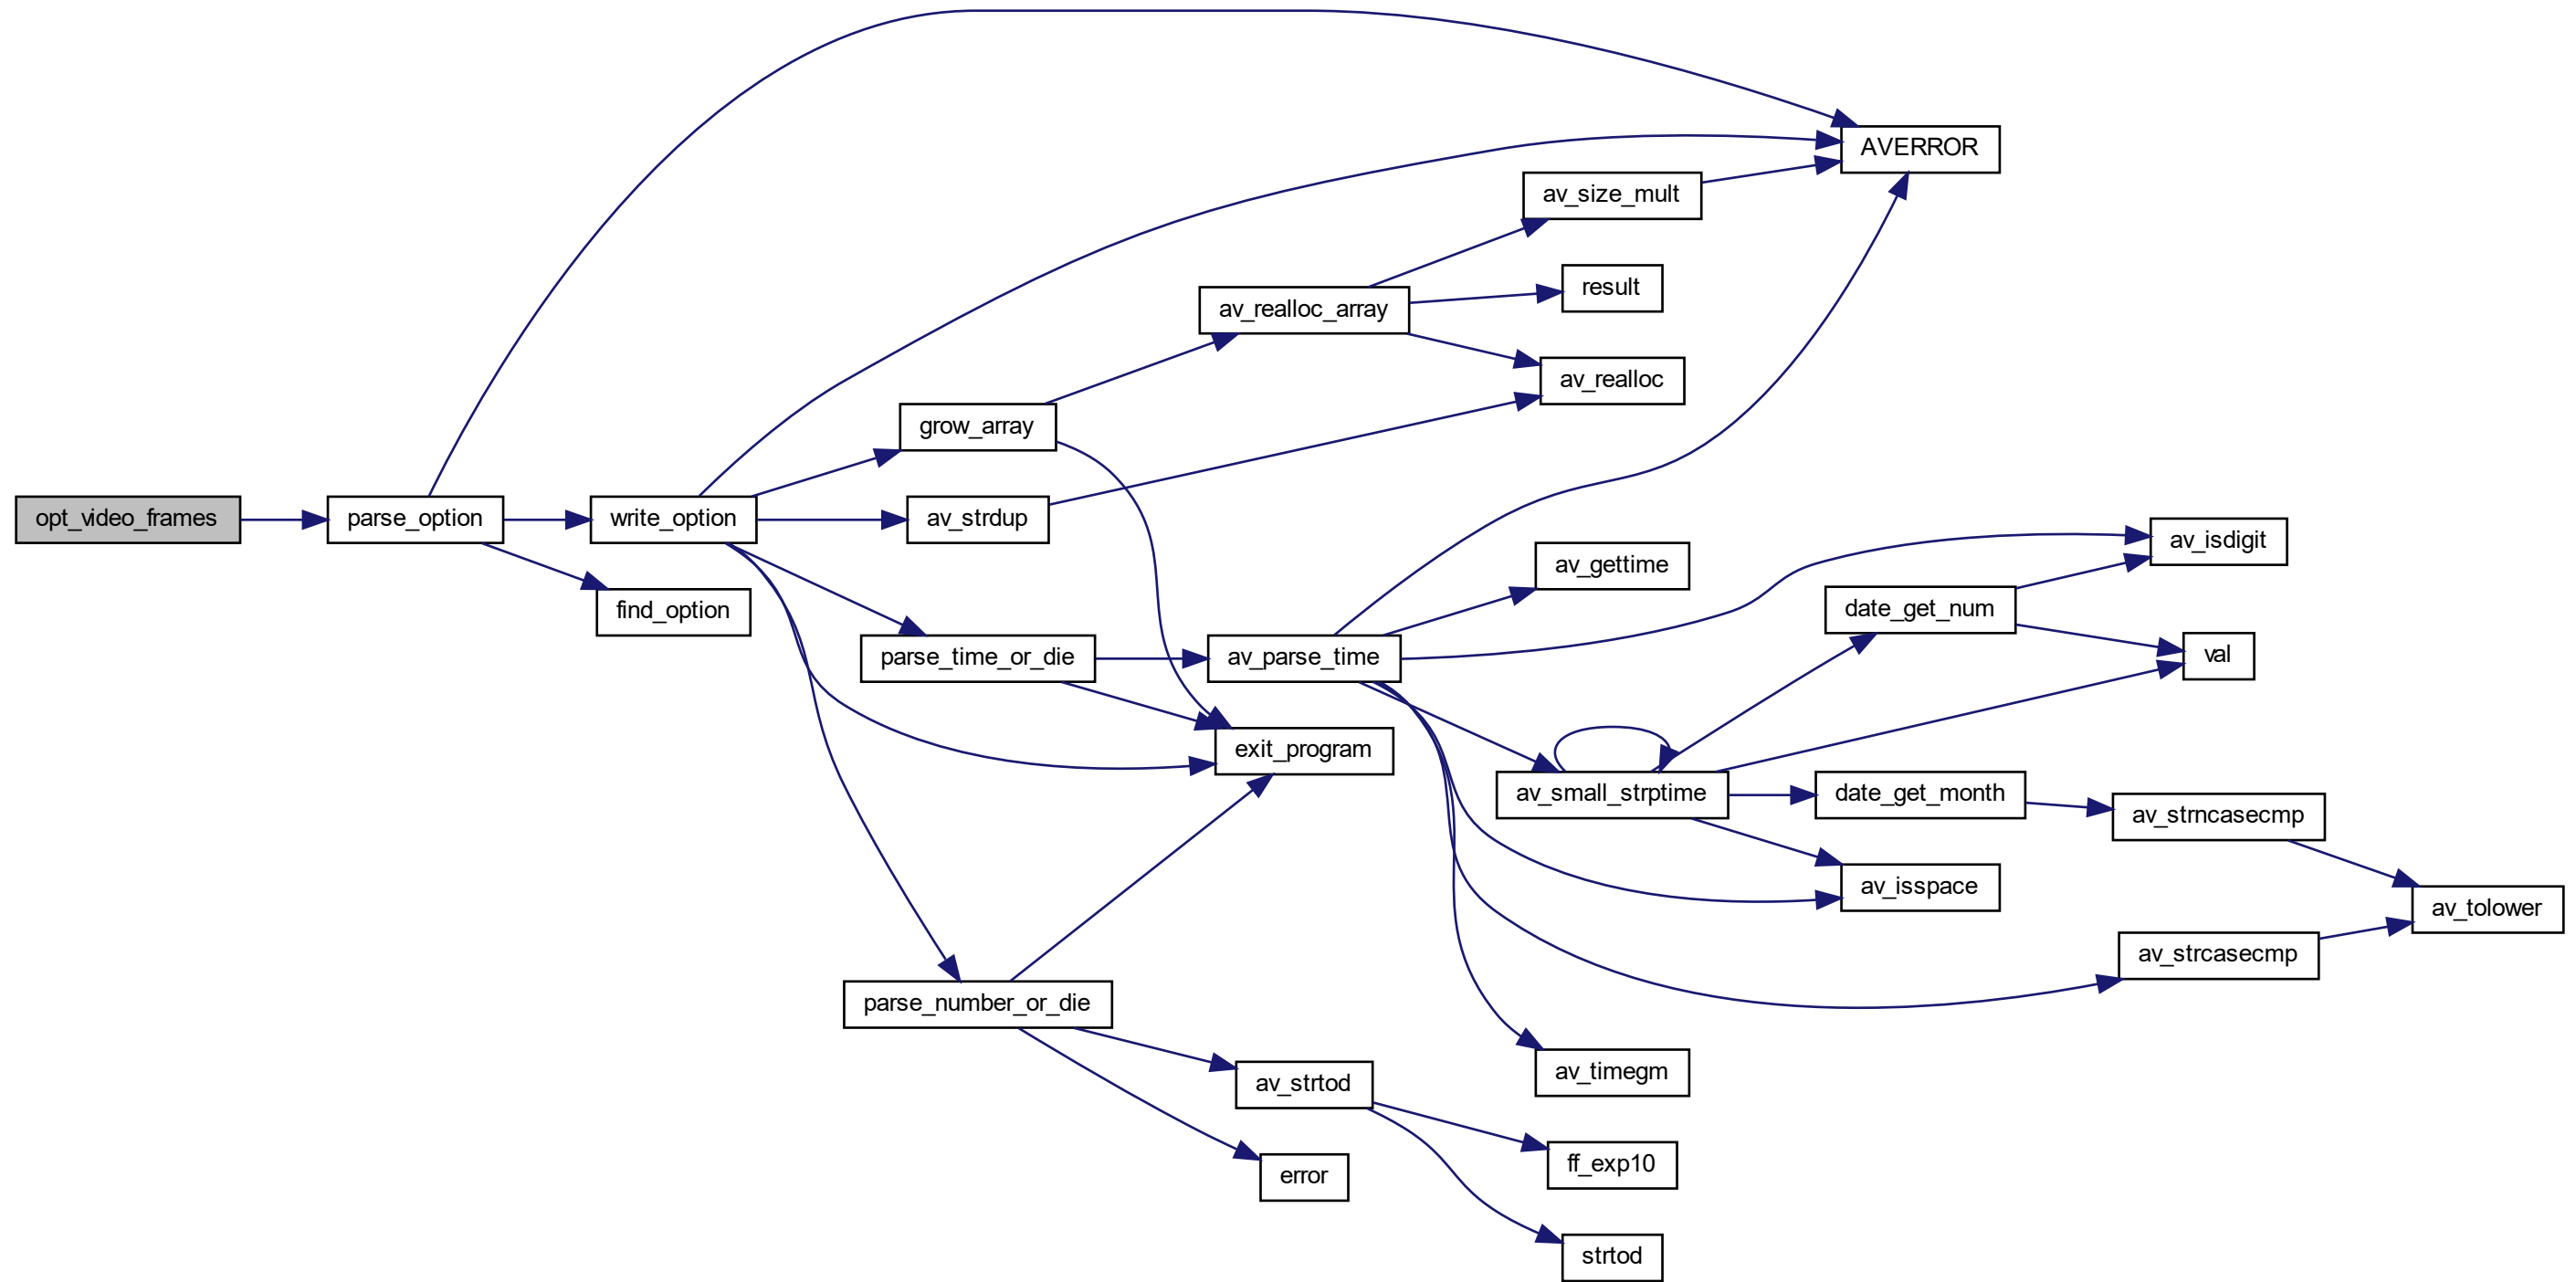 AVERROR
av_size_mult
result
av_realloc_array
av_realloc
grow_array
opt_video_frames
parse_option
write_option
av_strdup
av_isdigit
av_gettime
find_option
date_get_num
parse_time_or_die
av_parse_time
val
exit_program
av_small_strptime
date_get_month
av_strncasecmp
av_isspace
av_tolower
av_strcasecmp
parse_number_or_die
av_timegm
av_strtod
ff_exp10
error
strtod